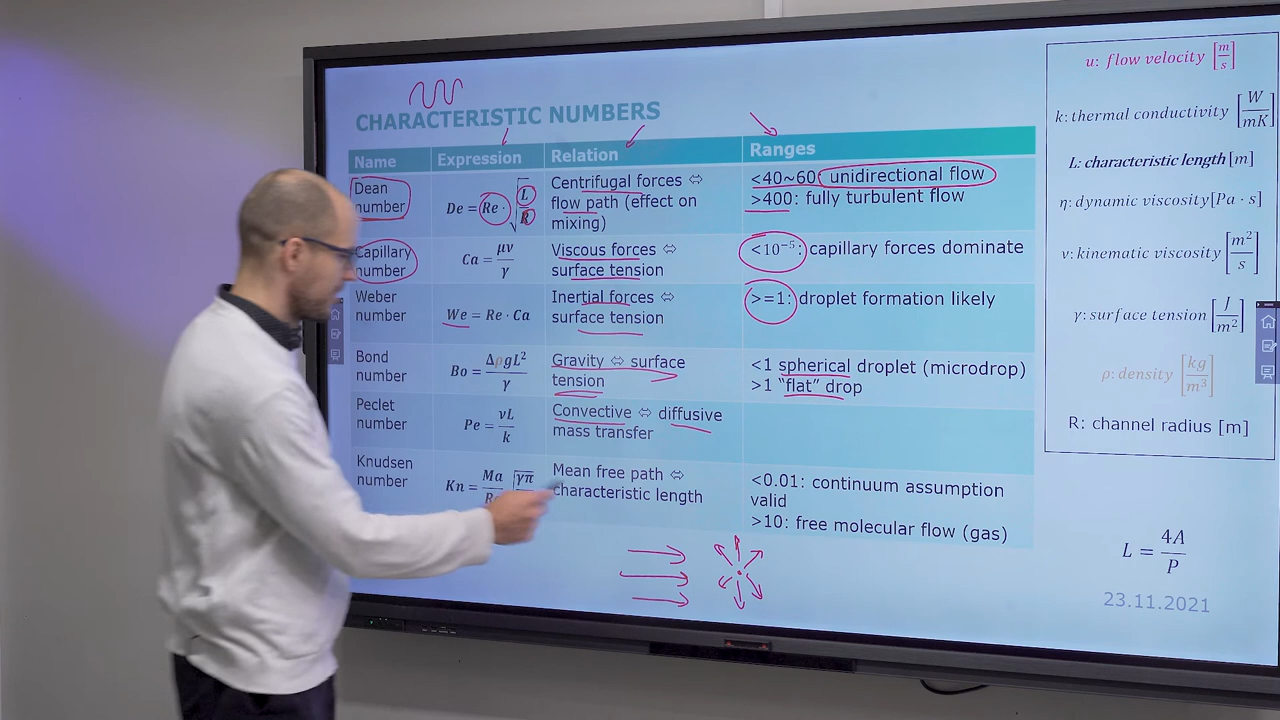 CHARACTERISTIC NUMBERS
Name Expression Relation Ranges
Dean number
De = Re · √(L/R)
Centrifugal forces ⇔
flow path (effect on
mixing)
<40~60: unidirectional flow
>400: fully turbulent flow
Capillary
number
Ca = μv/γ
Viscous forces ⇔
surface tension
<10⁻⁵: capillary forces dominate
Weber
number
We = Re · Ca
Inertial forces ⇔
surface tension
>=1: droplet formation likely
Bond
number
Bo = ΔρgL²/γ
Gravity ⇔ surface
tension
<1 spherical droplet (microdrop)
>1 "flat" drop
Peclet
number
Pe = vL/k
Convective ⇔ diffusive
mass transfer
Knudsen
number
Kn = Ma √γπ
Mean free path ⇔
characteristic length
<0.01: continuum assumption
valid
>10: free molecular flow (gas)
u: flow velocity [m/s]
k: thermal conductivity [W/mK]
L: characteristic length [m]
η: dynamic viscosity[Pa · s]
ν: kinematic viscosity [m²/s]
γ: surface tension [J/m²]
ρ: density [kg/m³]
R: channel radius [m]
L = 4A/P
23.11.2021